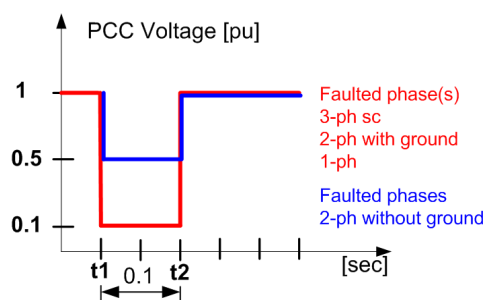 PCC Voltage [pu]
1
0.5
0.1
Faulted phase(s)
3-ph sc
2-ph with ground
1-ph
Faulted phases
2-ph without ground
t1
0.1
t2
[sec]